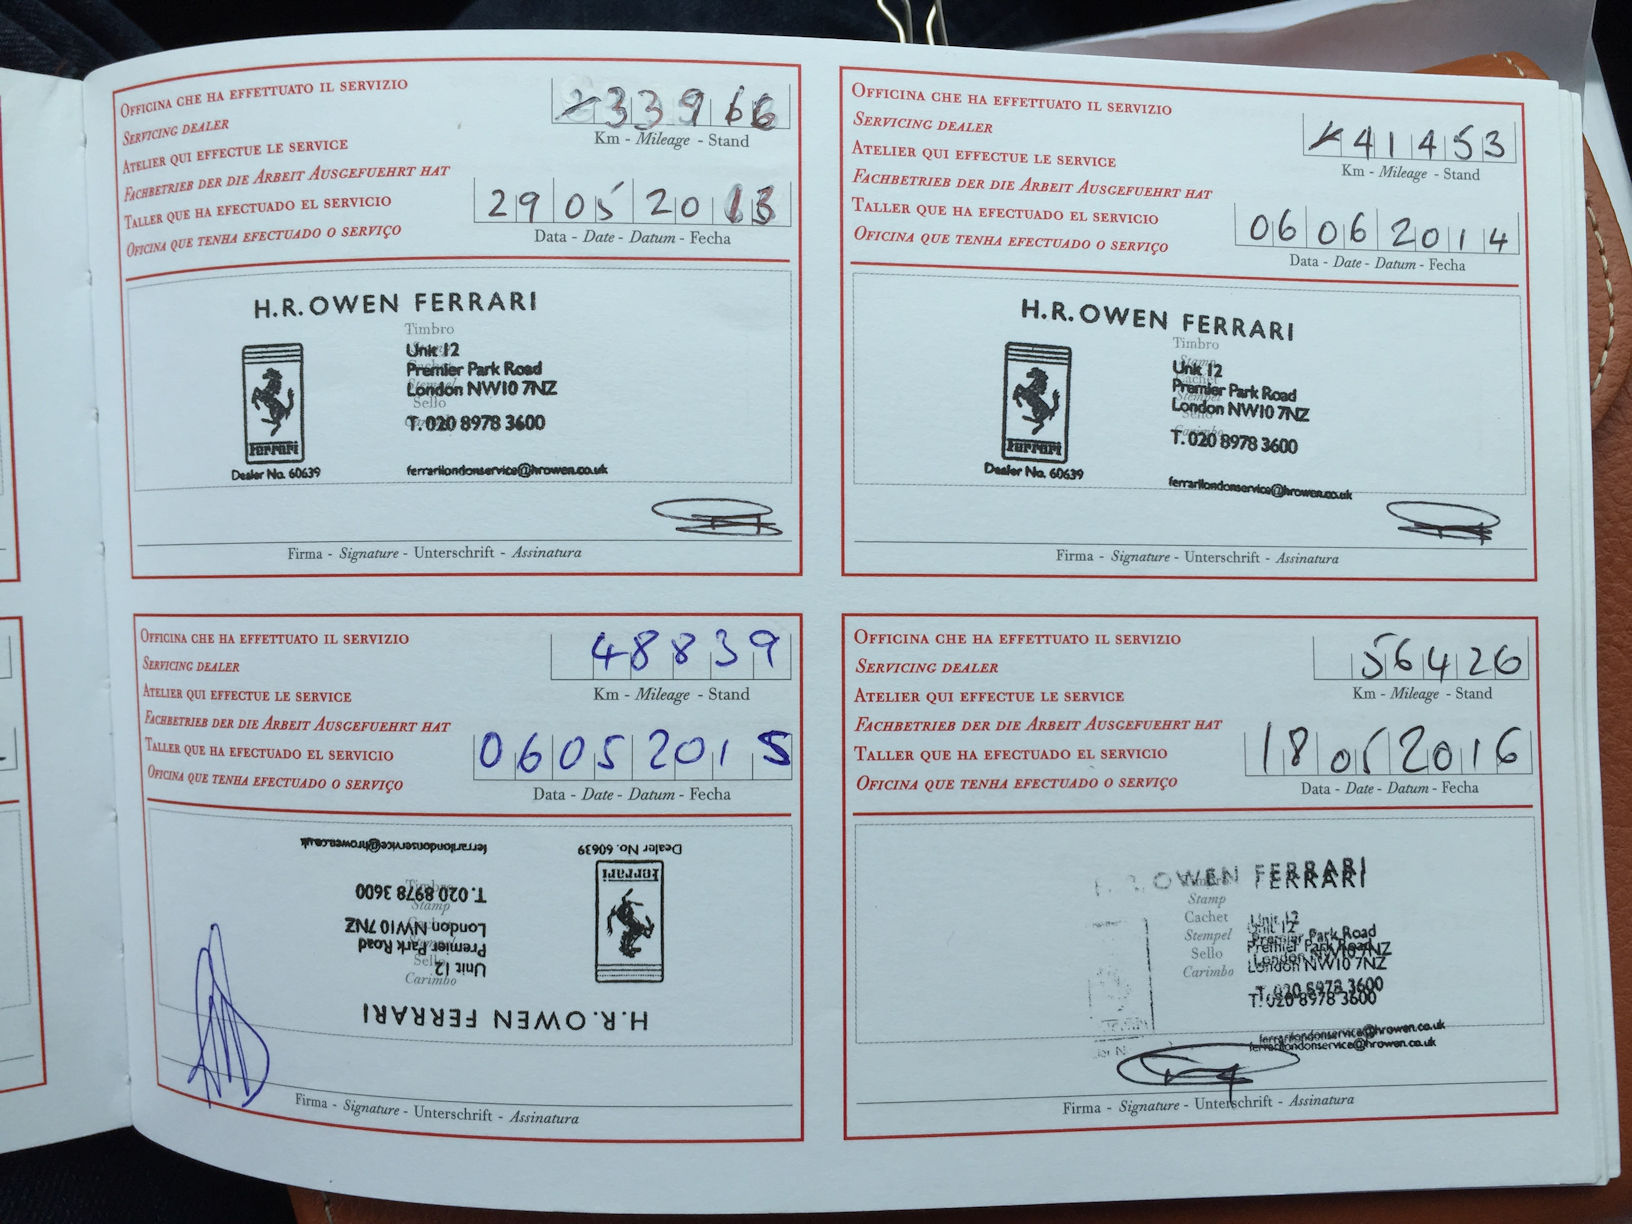 Officina che ha effettuato il servizio
Servicing dealer
Atelier qui effectue le service
Fachbetrieb der die Arbeit Ausgefuehrt hat
Taller que ha efectuado el servicio
Oficina que tenha efectuado o serviço
33966
Km - Mileage - Stand
29 05 2013
Data - Date - Datum - Fecha
H.R. OWEN FERRARI
Timbro
Unit 12
Premier Park Road
London NW10 7NZ
Sello
T. 020 8978 3600
Ferrari
Dealer No. 60639
ferrarilondonservice@hrowen.co.uk
Firma - Signature - Unterschrift - Assinatura
Officina che ha effettuato il servizio
Servicing dealer
Atelier qui effectue le service
Fachbetrieb der die Arbeit Ausgefuehrt hat
Taller que ha efectuado el servicio
Oficina que tenha efectuado o serviço
41453
Km - Mileage - Stand
06 06 2014
Data - Date - Datum - Fecha
H.R. OWEN FERRARI
Timbro
Stamp
Unit 12
Cachet
Premier Park Road
Stempel
London NW10 7NZ
Sello
Carimbo
T. 020 8978 3600
Ferrari
Dealer No. 60639
ferrarilondonservice@hrowen.co.uk
Firma - Signature - Unterschrift - Assinatura
Officina che ha effettuato il servizio
Servicing dealer
Atelier qui effectue le service
Fachbetrieb der die Arbeit Ausgefuehrt hat
Taller que ha efectuado el servicio
Oficina que tenha efectuado o serviço
48839
Km - Mileage - Stand
06 05 2015
Data - Date - Datum - Fecha
H.R. OWEN FERRARI
Unit 12
Premier Park Road
London NW10 7NZ
T. 020 8978 3600
Ferrari
Dealer No. 60639
ferrarilondonservice@hrowen.co.uk
Timbro
Stamp
Cachet
Sello
Carimbo
Firma - Signature - Unterschrift - Assinatura
Officina che ha effettuato il servizio
Servicing dealer
Atelier qui effectue le service
Fachbetrieb der die Arbeit Ausgefuehrt hat
Taller que ha efectuado el servicio
Oficina que tenha efectuado o serviço
56426
Km - Mileage - Stand
18 05 2016
Data - Date - Datum - Fecha
OWEN FERRARI
Stamp
Cachet
Stempel
Sello
Carimbo
Unit 12
Premier Park Road
London NW10 7NZ
T. 020 8978 3600
ferrarilondonservice@hrowen.co.uk
Firma - Signature - Unterschrift - Assinatura